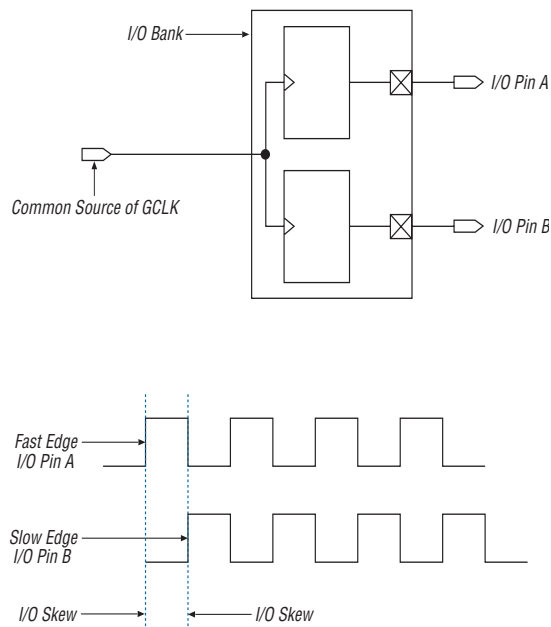 I/O Bank
I/O Pin A
Common Source of GCLK
I/O Pin B
Fast Edge
I/O Pin A
Slow Edge
I/O Pin B
I/O Skew
I/O Skew